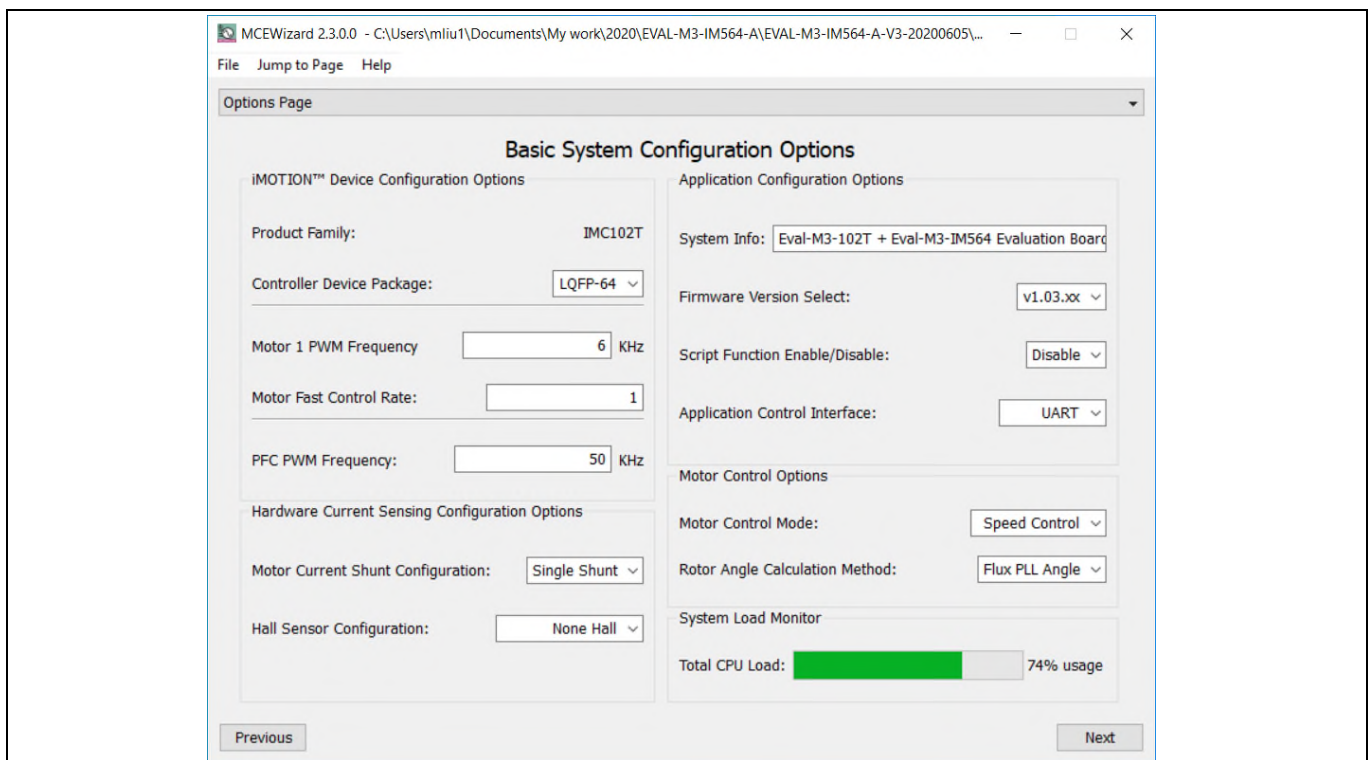 MCEWizard 2.3.0.0 - C:\Users\mliu1\Documents\My work\2020\EVAL-M3-IM564-A\EVAL-M3-IM564-A-V3-20200605\...
File Jump to Page Help
Options Page
Basic System Configuration Options
iMOTION™ Device Configuration Options
Product Family: IMC102T
Controller Device Package: LQFP-64
Motor 1 PWM Frequency 6 KHz
Motor Fast Control Rate: 1
PFC PWM Frequency: 50 KHz
Hardware Current Sensing Configuration Options
Motor Current Shunt Configuration: Single Shunt
Hall Sensor Configuration: None Hall
Application Configuration Options
System Info: Eval-M3-102T + Eval-M3-IM564 Evaluation Board
Firmware Version Select: v1.03.xx
Script Function Enable/Disable: Disable
Application Control Interface: UART
Motor Control Options
Motor Control Mode: Speed Control
Rotor Angle Calculation Method: Flux PLL Angle
System Load Monitor
Total CPU Load: 74% usage
Previous
Next